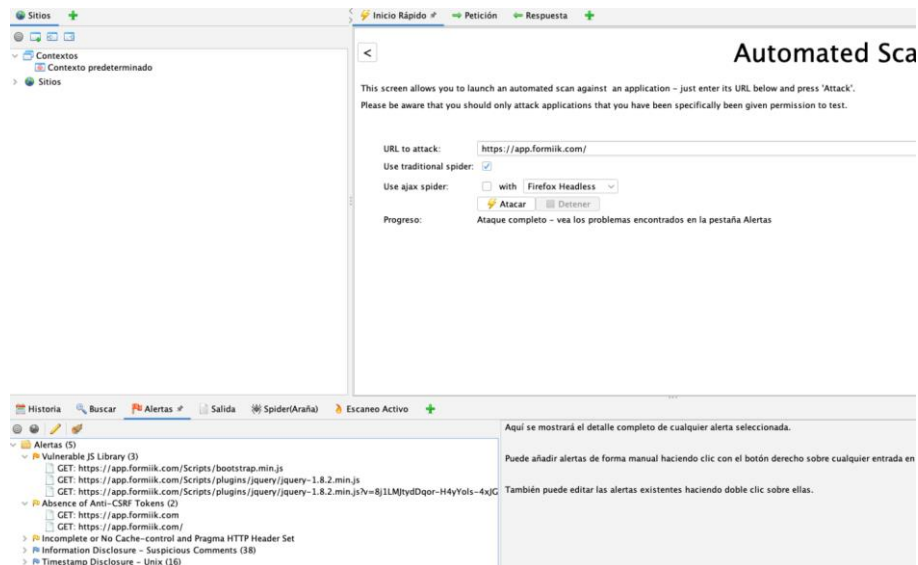 Sitios
Inicio Rápido
Petición
Respuesta
Contextos
Contexto predeterminado
Sitios
<
Automated Sca
This screen allows you to launch an automated scan against an application - just enter its URL below and press 'Attack'.
Please be aware that you should only attack applications that you have been specifically been given permission to test.
URL to attack: https://app.formiik.com/
Use traditional spider:
Use ajax spider: with Firefox Headless
Atacar Detener
Progreso: Ataque completo - vea los problemas encontrados en la pestaña Alertas
Historia Buscar Alertas Salida Spider(Araña) Escaneo Activo
Alertas (5)
Vulnerable JS Library (3)
GET: https://app.formiik.com/Scripts/bootstrap.min.js
GET: https://app.formiik.com/Scripts/plugins/jquery/jquery-1.8.2.min.js
GET: https://app.formiik.com/Scripts/plugins/jquery/jquery-1.8.2.min.js?v=8j1LMJtydDqor-H4yYols-4xJG
Absence of Anti-CSRF Tokens (2)
GET: https://app.formiik.com
GET: https://app.formiik.com/
Incomplete or No Cache-control and Pragma HTTP Header Set
Information Disclosure - Suspicious Comments (38)
Timestamp Disclosure - Unix (16)
Aquí se mostrará el detalle completo de cualquier alerta seleccionada.
Puede añadir alertas de forma manual haciendo clic con el botón derecho sobre cualquier entrada en
También puede editar las alertas existentes haciendo doble clic sobre ellas.